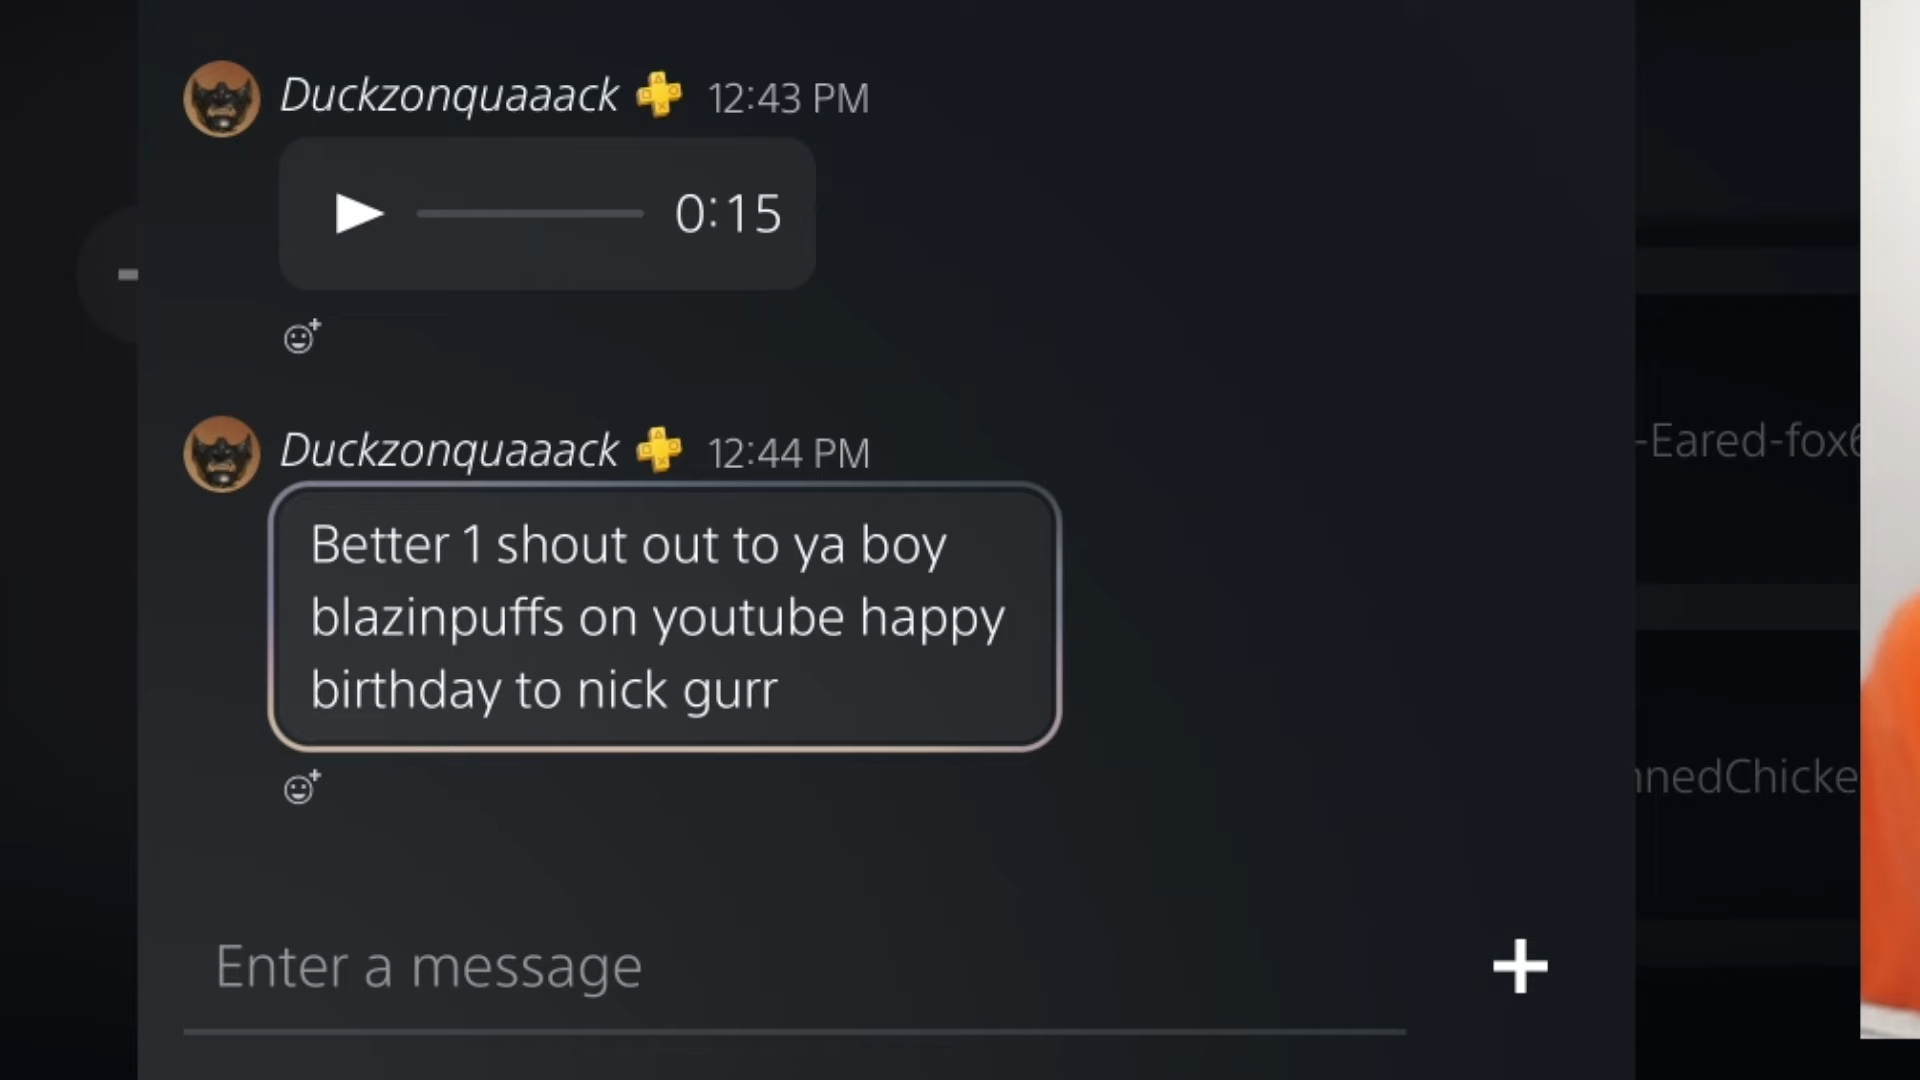 Duckzonquaaack 12:43 PM
0:15
Duckzonquaaack 12:44 PM
Better 1 shout out to ya boy
blazinpuffs on youtube happy
birthday to nick gurr
-Eared-fox6
nnedChicke
Enter a message